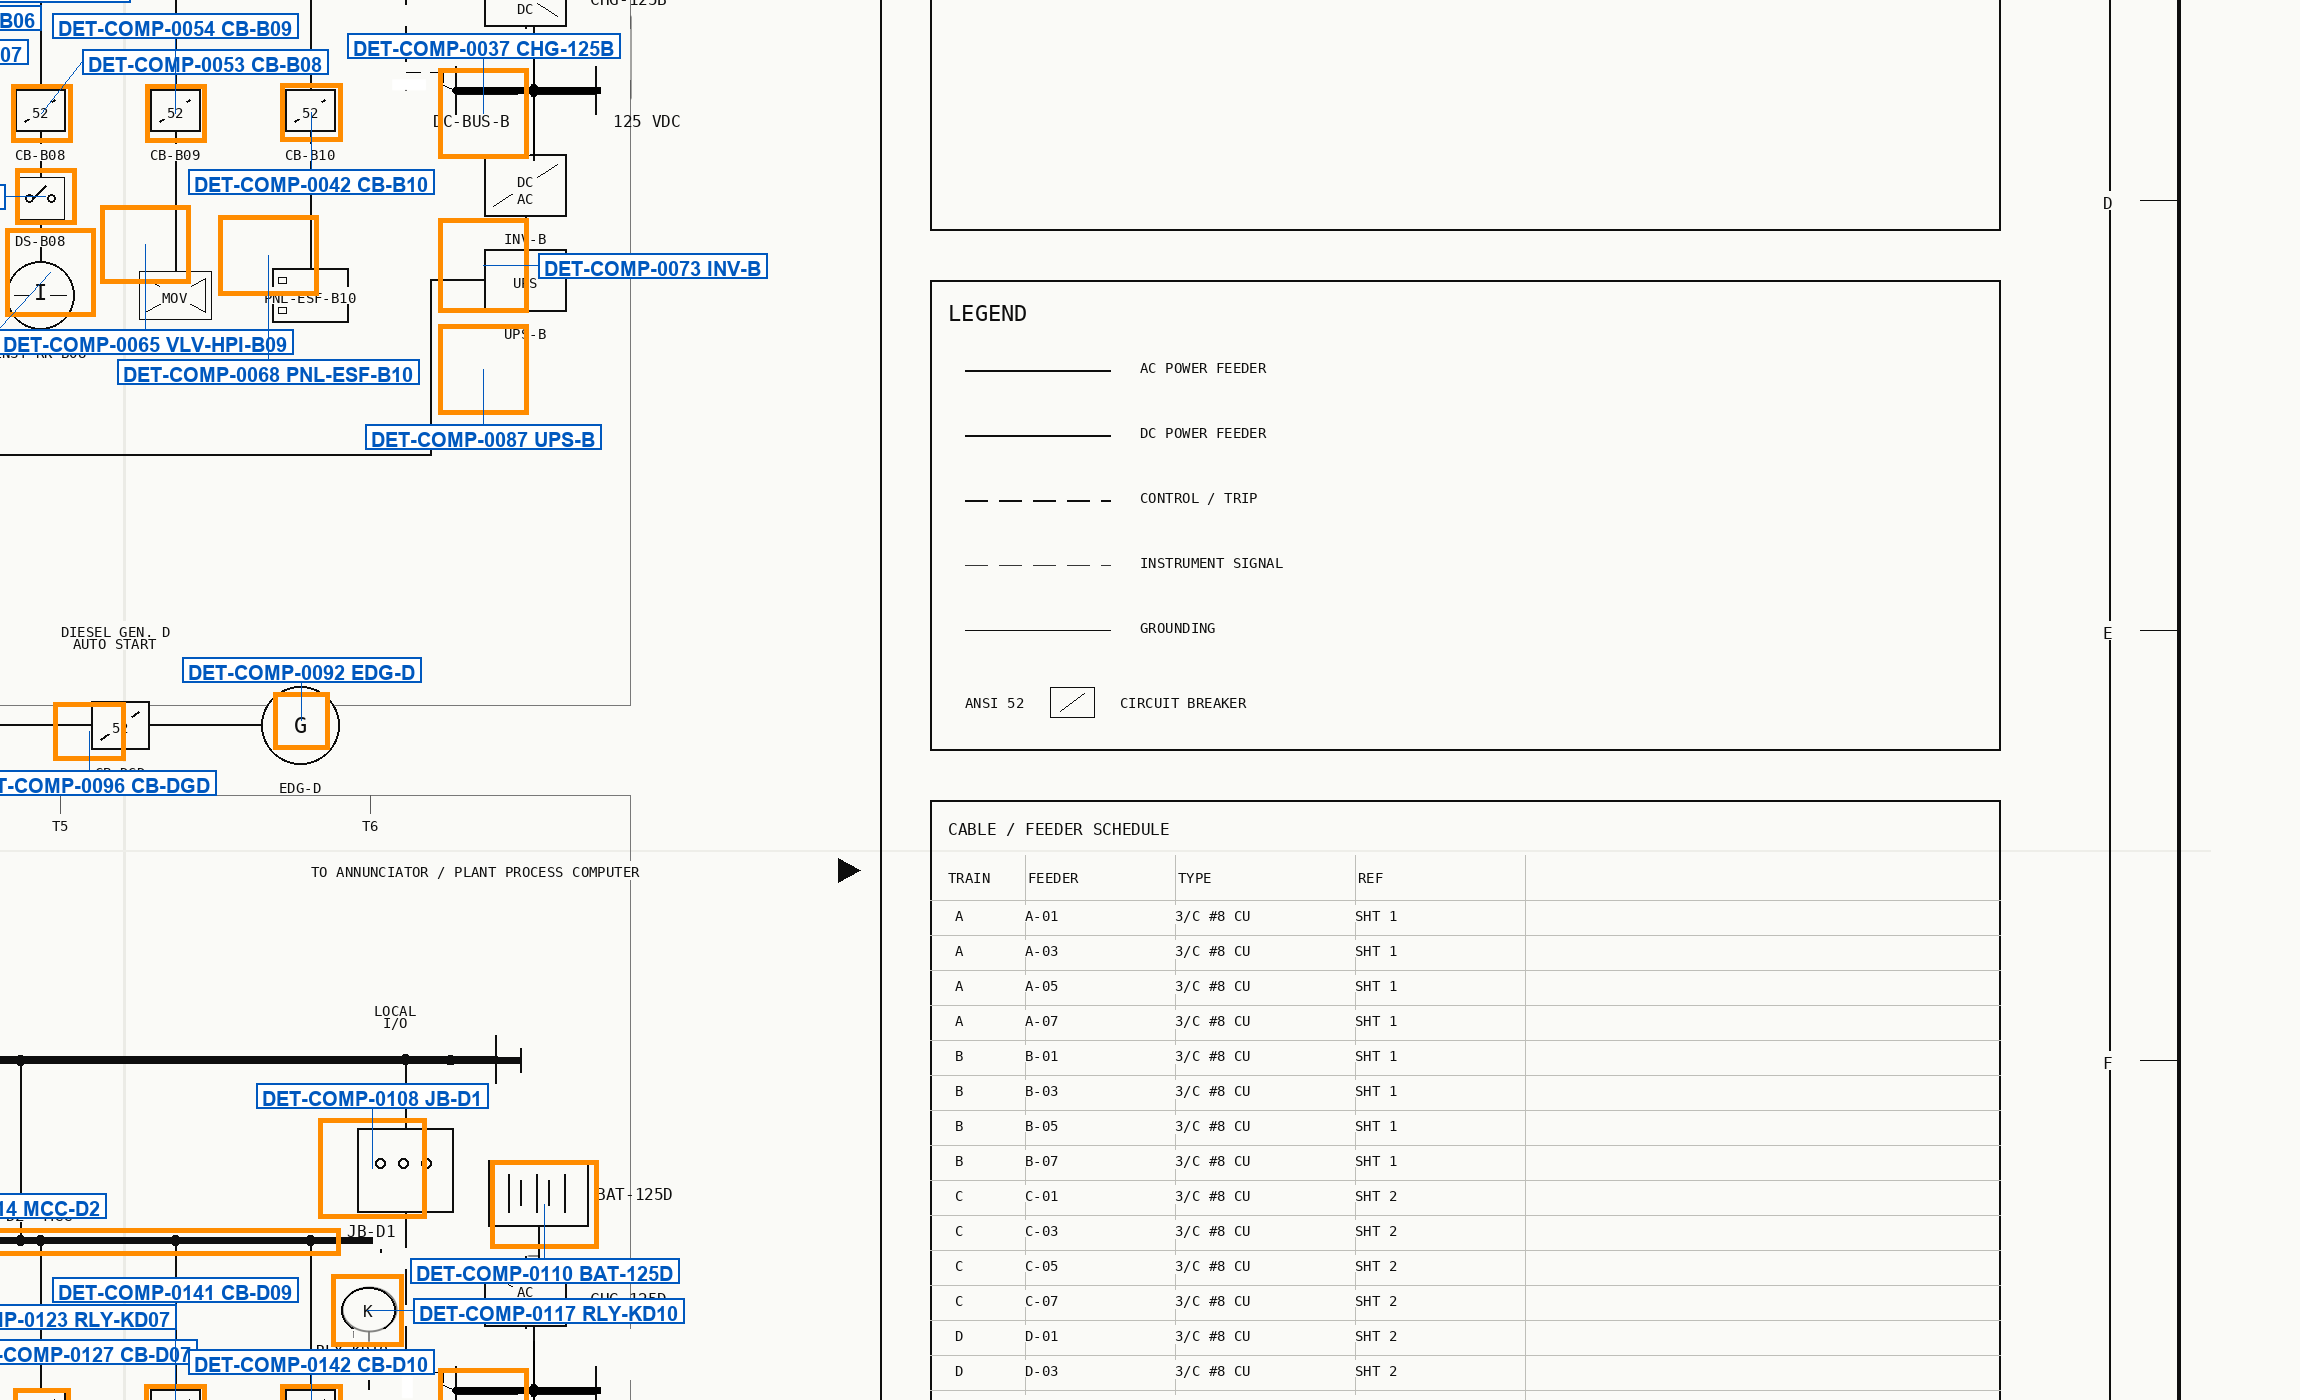 B06
DET-COMP-0054 CB-B09
07
DET-COMP-0053 CB-B08
DC
DET-COMP-0037 CHG-125B
52
52
52
DC-BUS-B
125 VDC
CB-B08
CB-B09
CB-B10
DET-COMP-0042 CB-B10
DC
AC
DS-B08
INV-B
DET-COMP-0073 INV-B
I
MOV
PNL-ESF-B10
UPS
UPS-B
DET-COMP-0065 VLV-HPI-B09
DET-COMP-0068 PNL-ESF-B10
DET-COMP-0087 UPS-B
DIESEL GEN. D
AUTO START
DET-COMP-0092 EDG-D
52
G
T-COMP-0096 CB-DGD
EDG-D
T5
T6
TO ANNUNCIATOR / PLANT PROCESS COMPUTER
LOCAL
I/O
DET-COMP-0108 JB-D1
BAT-125D
14 MCC-D2
JB-D1
DET-COMP-0110 BAT-125D
DET-COMP-0141 CB-D09
AC
K
DET-COMP-0117 RLY-KD10
MP-0123 RLY-KD07
-COMP-0127 CB-D07
DET-COMP-0142 CB-D10
LEGEND
AC POWER FEEDER
DC POWER FEEDER
CONTROL / TRIP
INSTRUMENT SIGNAL
GROUNDING
ANSI 52 CIRCUIT BREAKER
CABLE / FEEDER SCHEDULE
TRAIN FEEDER TYPE REF
A A-01 3/C #8 CU SHT 1
A A-03 3/C #8 CU SHT 1
A A-05 3/C #8 CU SHT 1
A A-07 3/C #8 CU SHT 1
B B-01 3/C #8 CU SHT 1
B B-03 3/C #8 CU SHT 1
B B-05 3/C #8 CU SHT 1
B B-07 3/C #8 CU SHT 1
C C-01 3/C #8 CU SHT 2
C C-03 3/C #8 CU SHT 2
C C-05 3/C #8 CU SHT 2
C C-07 3/C #8 CU SHT 2
D D-01 3/C #8 CU SHT 2
D D-03 3/C #8 CU SHT 2
D
E
F